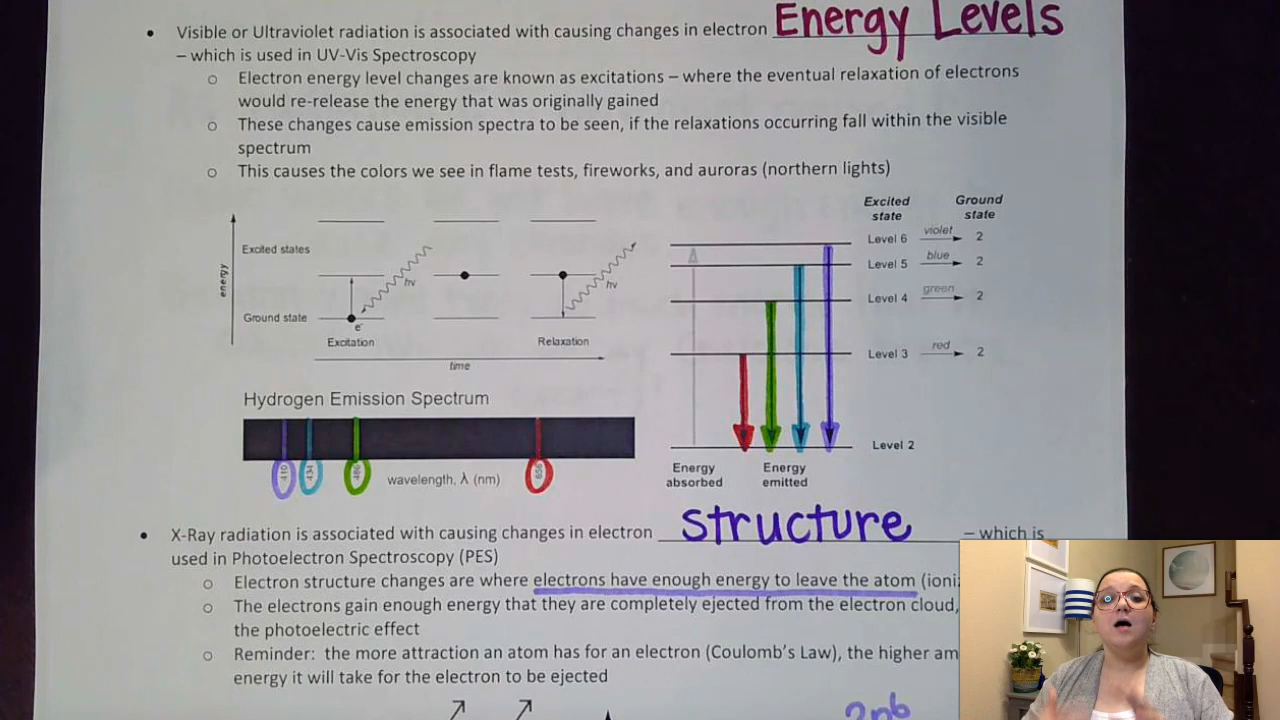 Visible or Ultraviolet radiation is associated with causing changes in electron Energy Levels
– which is used in UV-Vis Spectroscopy
Electron energy level changes are known as excitations – where the eventual relaxation of electrons
would re-release the energy that was originally gained
These changes cause emission spectra to be seen, if the relaxations occurring fall within the visible
spectrum
This causes the colors we see in flame tests, fireworks, and auroras (northern lights)
energy
Excited states
Ground state
hν
e⁻
Excitation
hν
Relaxation
time
Excited state
Ground state
Level 6 violet 2
Level 5 blue 2
Level 4 green 2
Level 3 red 2
Level 2
Energy absorbed
Energy emitted
Hydrogen Emission Spectrum
410 434 486 wavelength, λ (nm) 656
X-Ray radiation is associated with causing changes in electron structure – which is
used in Photoelectron Spectroscopy (PES)
Electron structure changes are where electrons have enough energy to leave the atom
The electrons gain enough energy that they are completely ejected from the electron cloud,
the photoelectric effect
Reminder: the more attraction an atom has for an electron (Coulomb's Law), the higher
energy it will take for the electron to be ejected